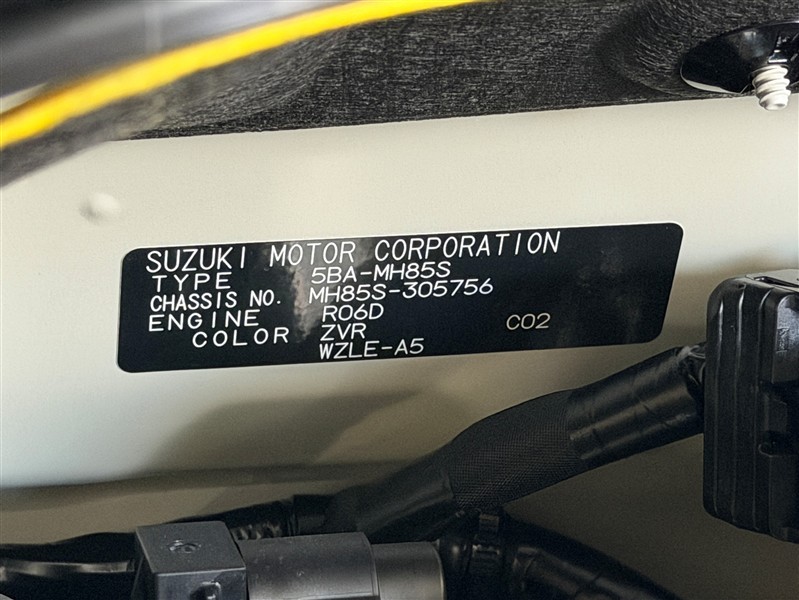 SUZUKI MOTOR CORPORATION
TYPE 5BA-MH85S
CHASSIS NO. MH85S-305756
ENGINE R06D
COLOR ZVR C02
WZLE-A5